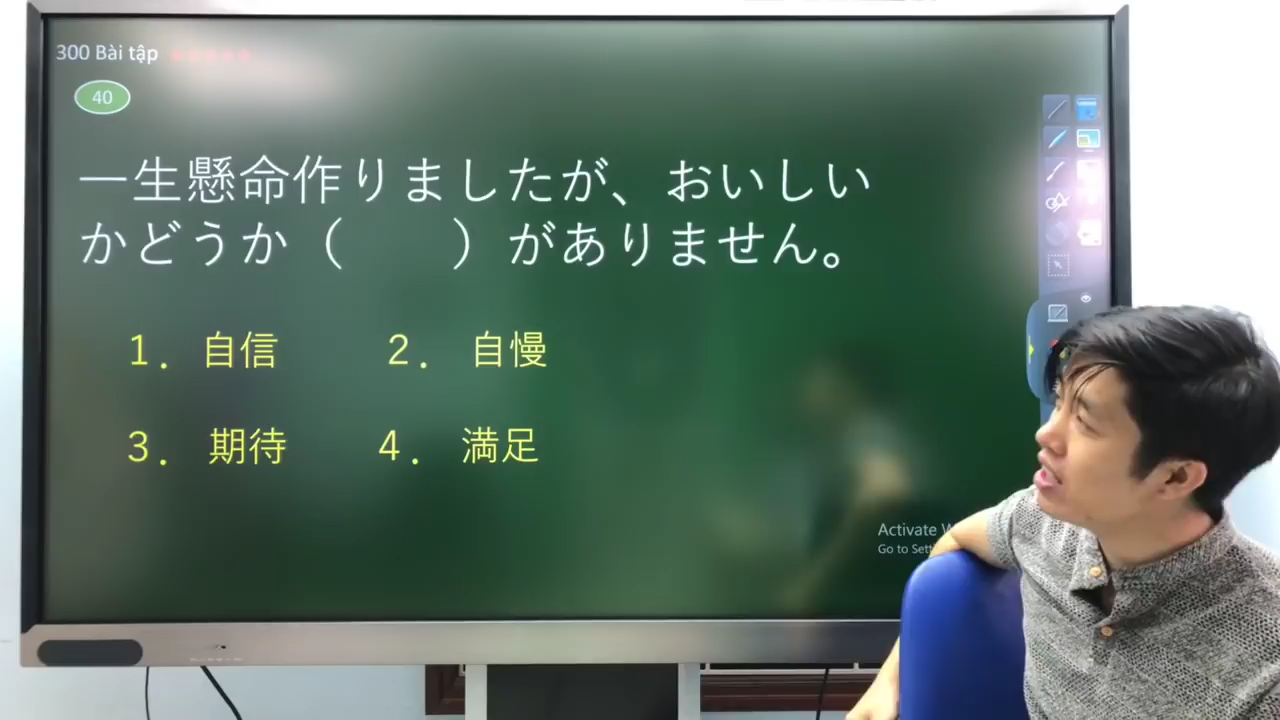 300 Bài tập
40
一生懸命作りましたが、おいしい
かどうか（　　）がありません。
1． 自信　2． 自慢
3． 期待　4． 満足
Activate
Go to